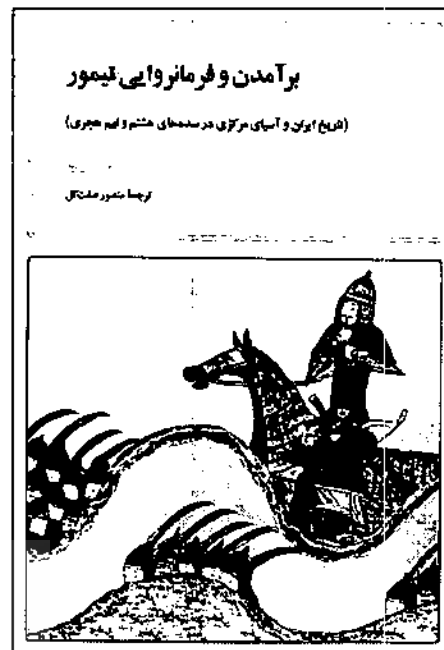 برآمدن و فرمانروایی تیمور
(تاریخ ایران و آسیای مرکزی در سده‌های هشتم و نهم هجری)
ترجمهٔ منصور صفت‌گل